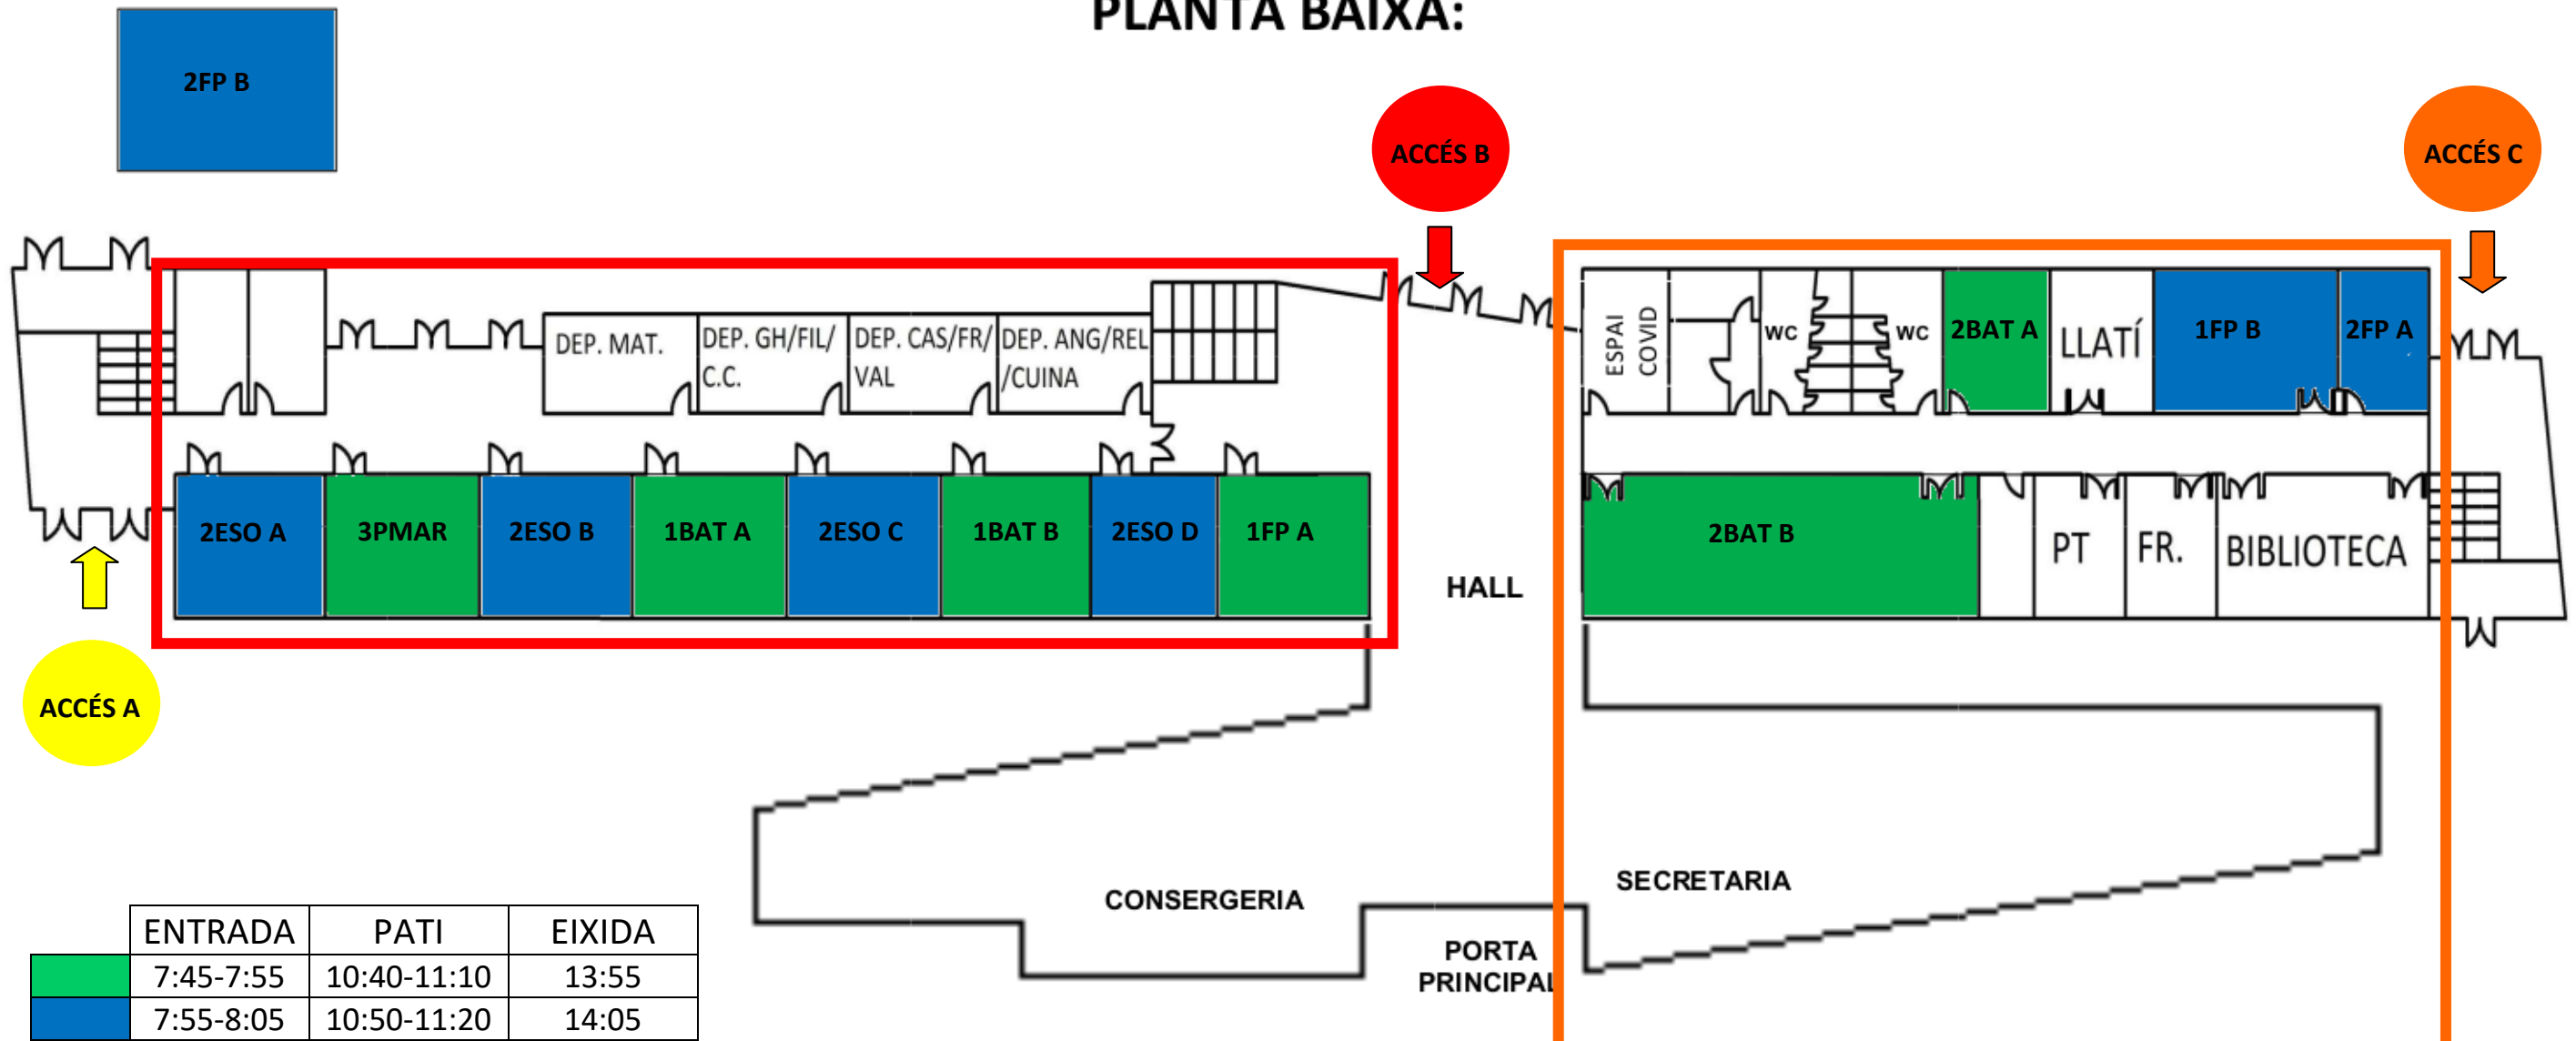 PLANTA BAIXA:
2FP B
ACCÉS B
ACCÉS C
DEP. MAT.
DEP. GH/FIL/
C.C.
DEP. CAS/FR/
VAL
DEP. ANG/REL
/CUINA
ESPAI
COVID
WC
WC
2BAT A
LLATÍ
1FP B
2FP A
2ESO A
3PMAR
2ESO B
1BAT A
2ESO C
1BAT B
2ESO D
1FP A
HALL
2BAT B
PT
FR.
BIBLIOTECA
ACCÉS A
CONSERGERIA
SECRETARIA
PORTA
PRINCIPAL
ENTRADA PATI EIXIDA
7:45-7:55 10:40-11:10 13:55
7:55-8:05 10:50-11:20 14:05